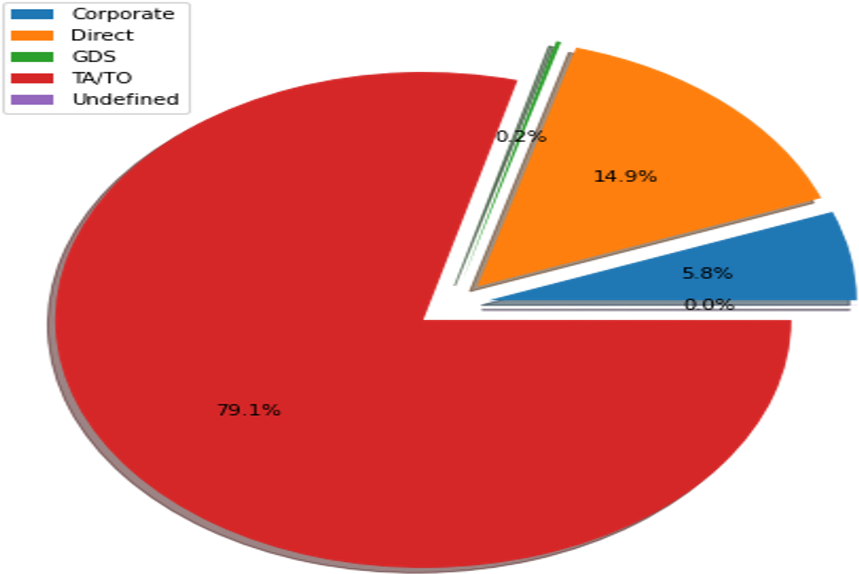 Corporate
Direct
GDS
TA/TO
Undefined
0.2%
14.9%
5.8%
0.0%
79.1%